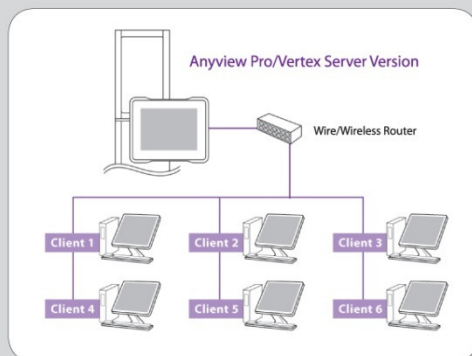 Anyview Pro/Vertex Server Version
Wire/Wireless Router
Client 1
Client 2
Client 3
Client 4
Client 5
Client 6